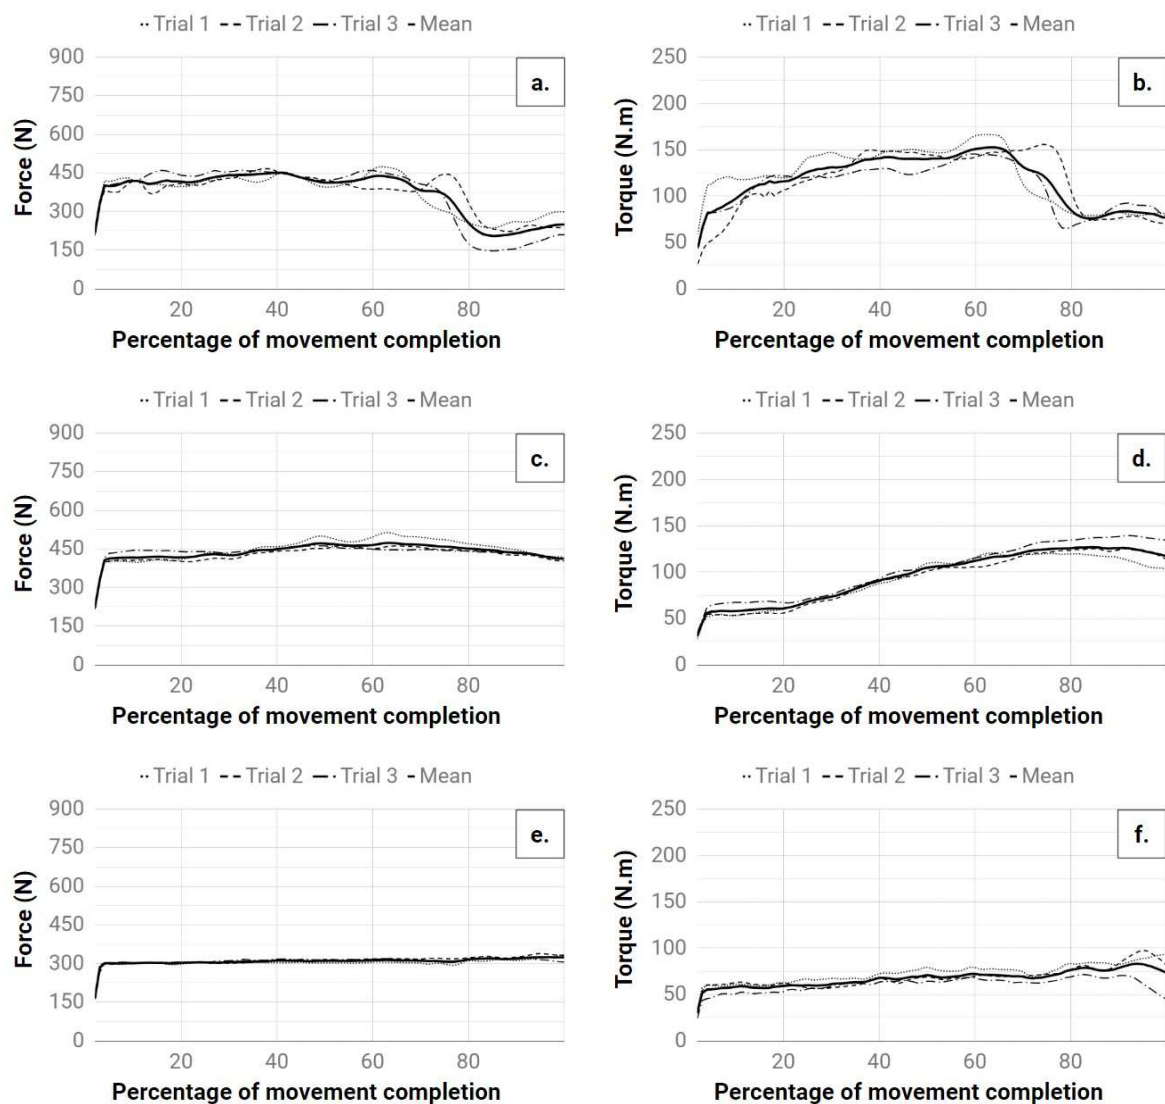 ·· Trial 1 -- Trial 2 —· Trial 3 - Mean
900
750
600
450
300
150
0
Force (N)
a.
20 40 60 80
Percentage of movement completion
·· Trial 1 -- Trial 2 —· Trial 3 - Mean
250
200
150
100
50
0
Torque (N.m)
b.
20 40 60 80
Percentage of movement completion
·· Trial 1 -- Trial 2 —· Trial 3 - Mean
900
750
600
450
300
150
0
Force (N)
c.
20 40 60 80
Percentage of movement completion
·· Trial 1 -- Trial 2 —· Trial 3 - Mean
250
200
150
100
50
0
Torque (N.m)
d.
20 40 60 80
Percentage of movement completion
·· Trial 1 -- Trial 2 —· Trial 3 - Mean
900
750
600
450
300
150
0
Force (N)
e.
20 40 60 80
Percentage of movement completion
·· Trial 1 -- Trial 2 —· Trial 3 - Mean
250
200
150
100
50
0
Torque (N.m)
f.
20 40 60 80
Percentage of movement completion